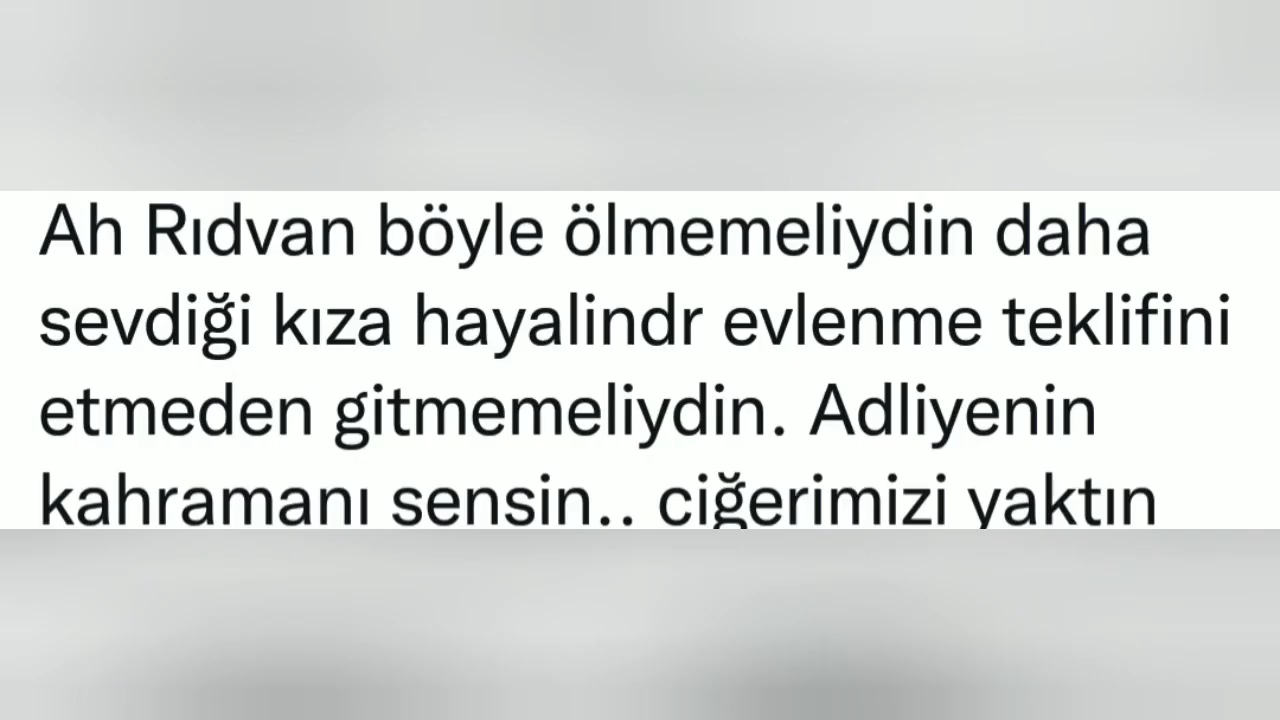 Ah Rıdvan böyle ölmemeliydin daha
sevdiği kıza hayalindr evlenme teklifini
etmeden gitmemeliydin. Adliyenin
kahramanı sensin.. ciğerimizi yaktın